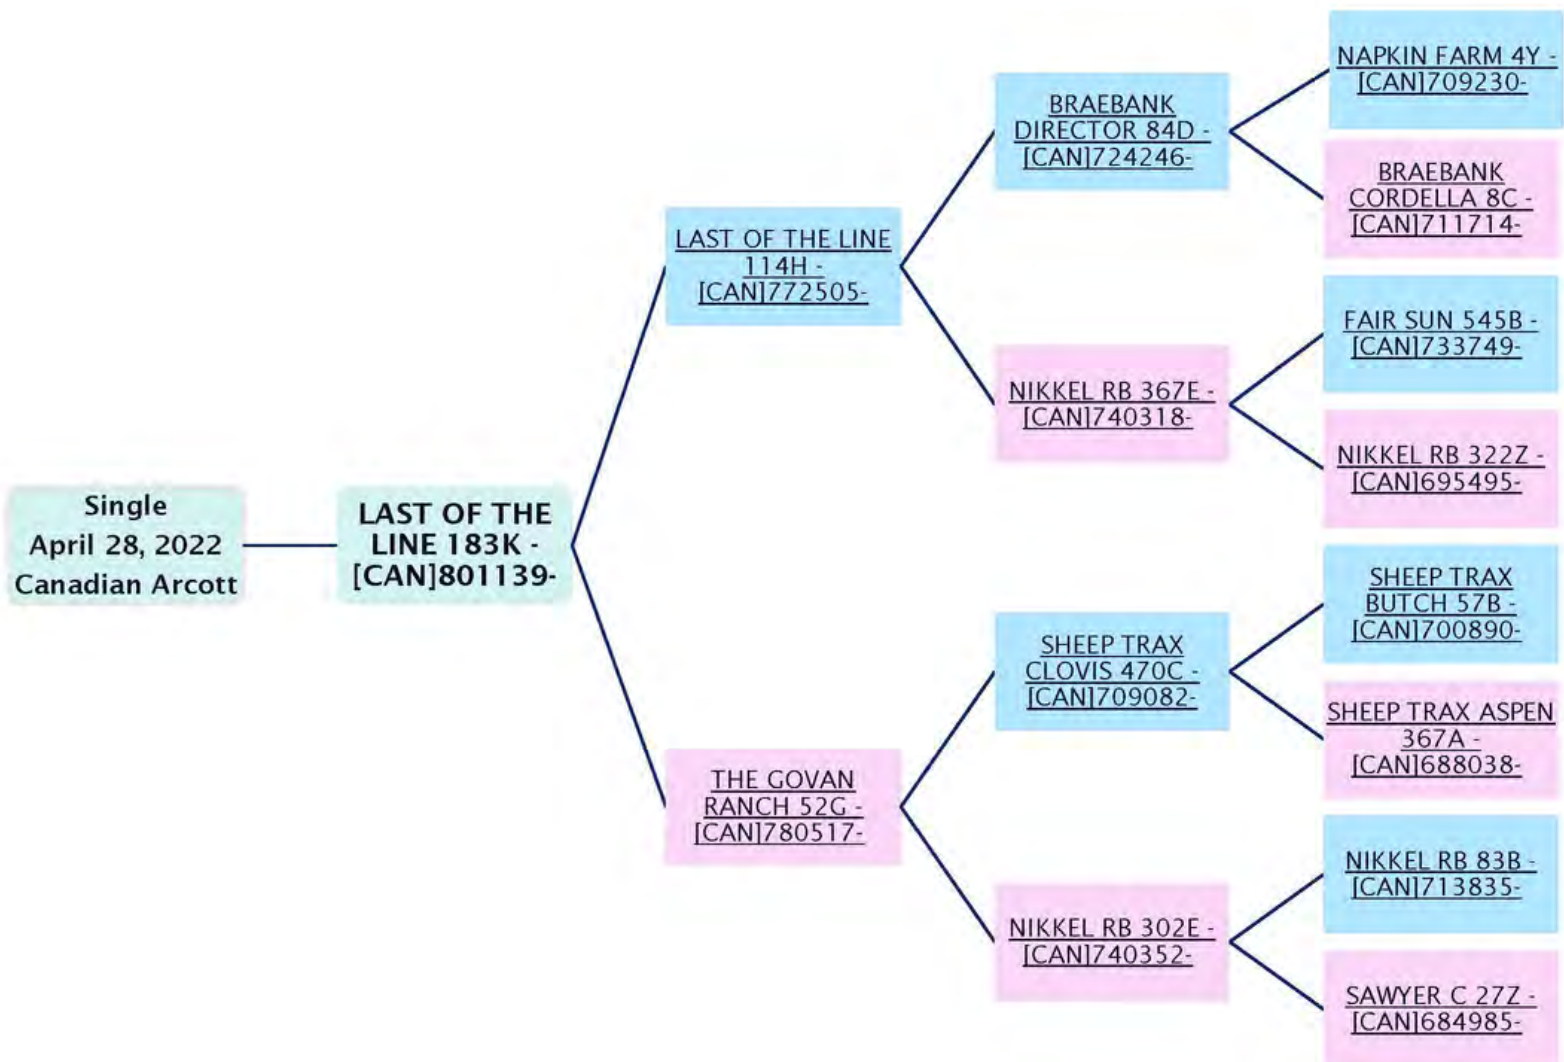 Single
April 28, 2022
Canadian Arcott
LAST OF THE
LINE 183K -
[CAN]801139-
LAST OF THE LINE
114H -
[CAN]772505-
THE GOVAN
RANCH 52G -
[CAN]780517-
BRAEBANK
DIRECTOR 84D -
[CAN]724246-
NIKKEL RB 367E -
[CAN]740318-
SHEEP TRAX
CLOVIS 470C -
[CAN]709082-
NIKKEL RB 302E -
[CAN]740352-
NAPKIN FARM 4Y -
[CAN]709230-
BRAEBANK
CORDELLA 8C -
[CAN]711714-
FAIR SUN 545B -
[CAN]733749-
NIKKEL RB 322Z -
[CAN]695495-
SHEEP TRAX
BUTCH 57B -
[CAN]700890-
SHEEP TRAX ASPEN
367A -
[CAN]688038-
NIKKEL RB 83B -
[CAN]713835-
SAWYER C 27Z -
[CAN]684985-